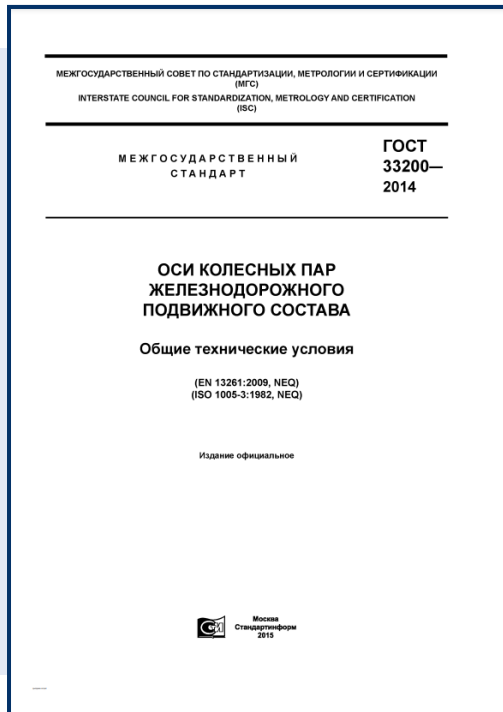 МЕЖГОСУДАРСТВЕННЫЙ СОВЕТ ПО СТАНДАРТИЗАЦИИ, МЕТРОЛОГИИ И СЕРТИФИКАЦИИ
(МГС)
INTERSTATE COUNCIL FOR STANDARDIZATION, METROLOGY AND CERTIFICATION
(ISC)
МЕЖГОСУДАРСТВЕННЫЙ
СТАНДАРТ
ГОСТ
33200—
2014
ОСИ КОЛЕСНЫХ ПАР
ЖЕЛЕЗНОДОРОЖНОГО
ПОДВИЖНОГО СОСТАВА
Общие технические условия
(EN 13261:2009, NEQ)
(ISO 1005-3:1982, NEQ)
Издание официальное
Москва
Стандартинформ
2015